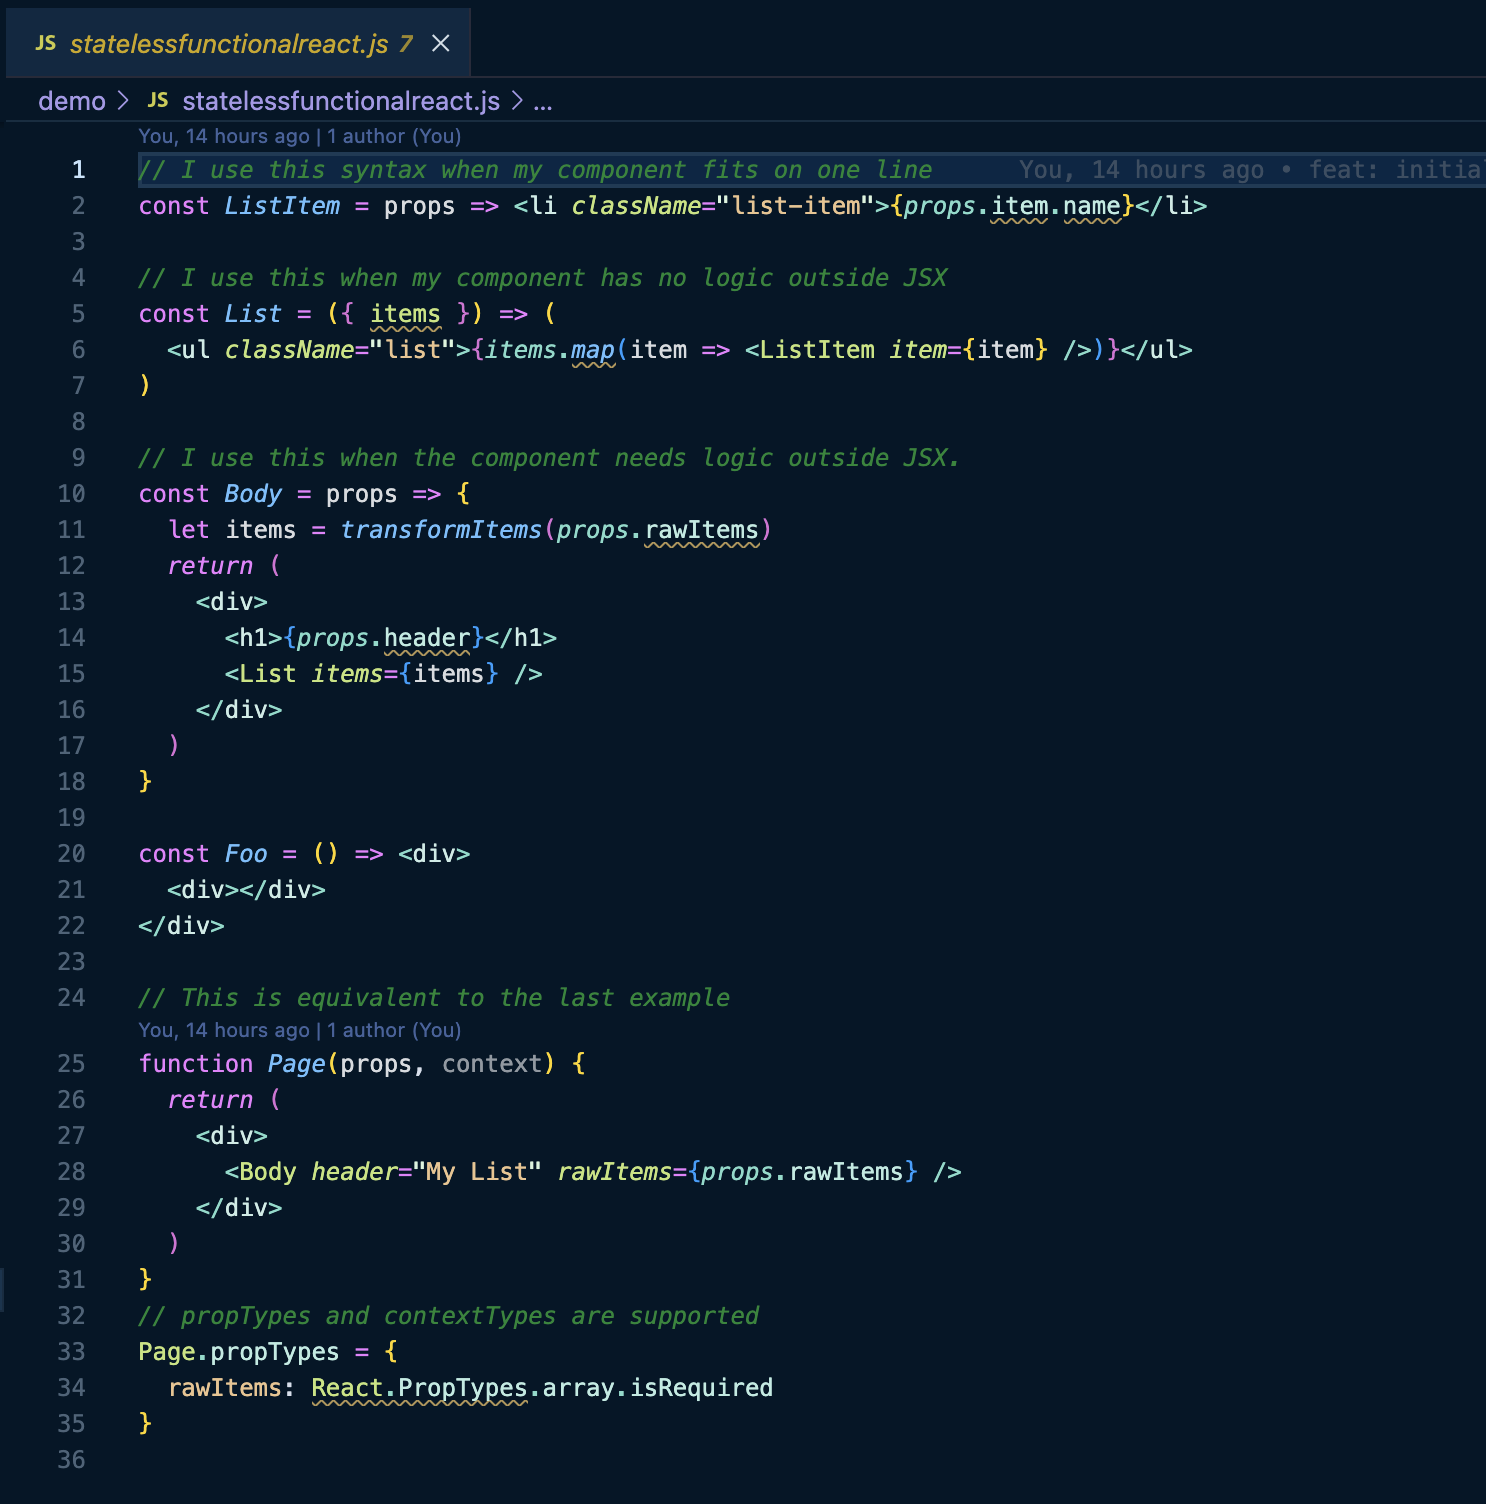 JS statelessfunctionalreact.js 7
demo > JS statelessfunctionalreact.js > ...
You, 14 hours ago | 1 author (You)
1 // I use this syntax when my component fits on one line You, 14 hours ago • feat: initia
2 const ListItem = props => <li className="list-item">{props.item.name}</li>
3
4 // I use this when my component has no logic outside JSX
5 const List = ({ items }) => (
6   <ul className="list">{items.map(item => <ListItem item={item} />)}</ul>
7 )
8
9 // I use this when the component needs logic outside JSX.
10 const Body = props => {
11   let items = transformItems(props.rawItems)
12   return (
13     <div>
14       <h1>{props.header}</h1>
15       <List items={items} />
16     </div>
17   )
18 }
19
20 const Foo = () => <div>
21   <div></div>
22 </div>
23
24 // This is equivalent to the last example
You, 14 hours ago | 1 author (You)
25 function Page(props, context) {
26   return (
27     <div>
28       <Body header="My List" rawItems={props.rawItems} />
29     </div>
30   )
31 }
32 // propTypes and contextTypes are supported
33 Page.propTypes = {
34   rawItems: React.PropTypes.array.isRequired
35 }
36